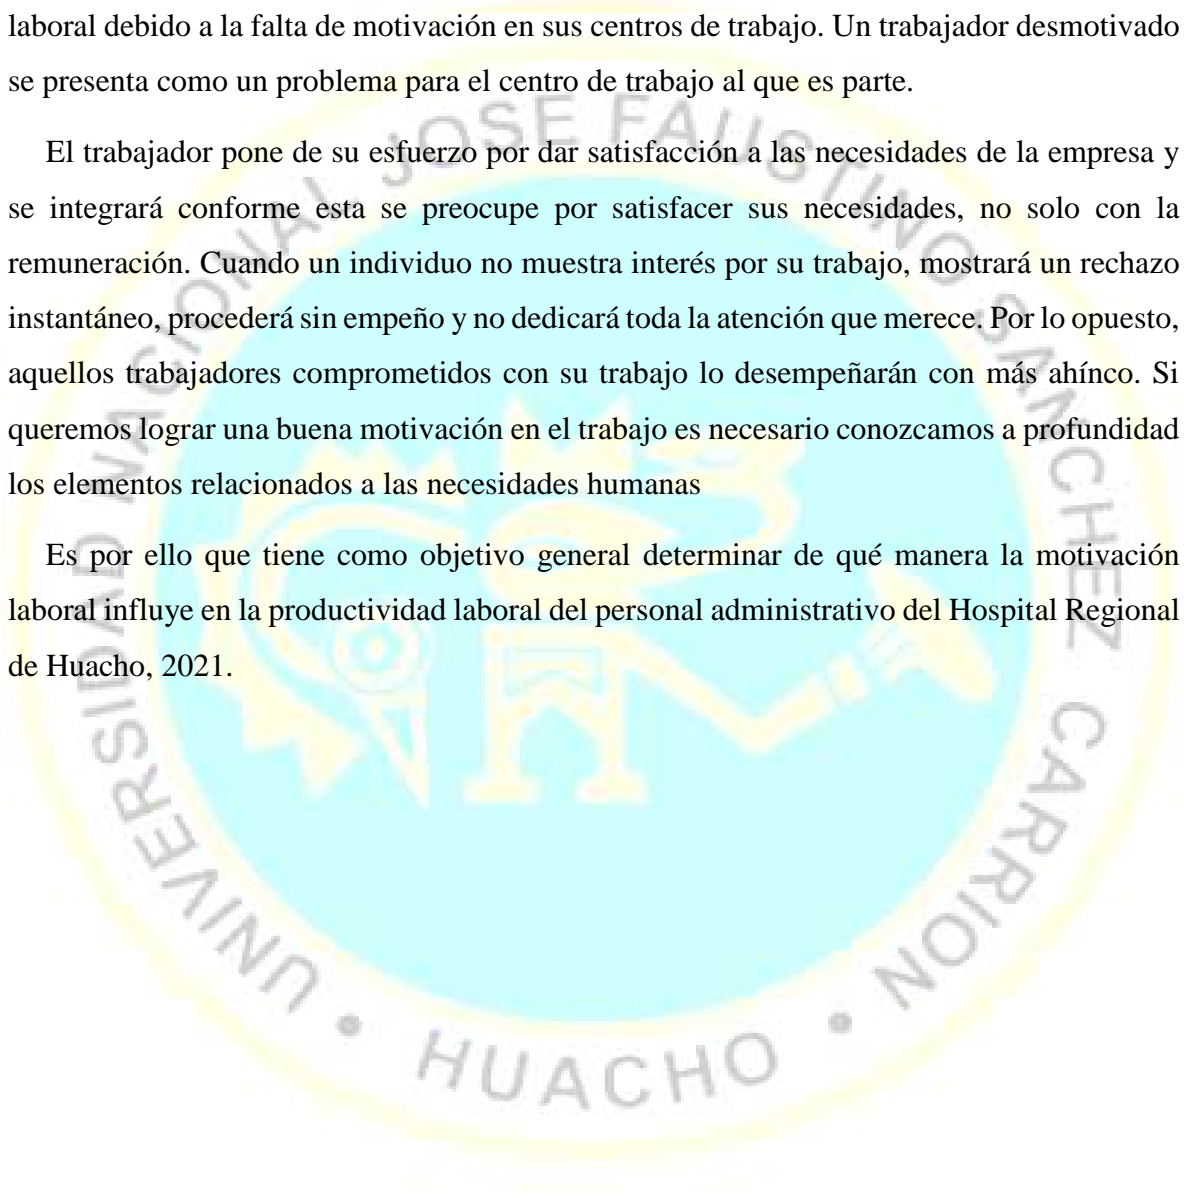 laboral debido a la falta de motivación en sus centros de trabajo. Un trabajador desmotivado
se presenta como un problema para el centro de trabajo al que es parte.
El trabajador pone de su esfuerzo por dar satisfacción a las necesidades de la empresa y
se integrará conforme esta se preocupe por satisfacer sus necesidades, no solo con la
remuneración. Cuando un individuo no muestra interés por su trabajo, mostrará un rechazo
instantáneo, procederá sin empeño y no dedicará toda la atención que merece. Por lo opuesto,
aquellos trabajadores comprometidos con su trabajo lo desempeñarán con más ahínco. Si
queremos lograr una buena motivación en el trabajo es necesario conozcamos a profundidad
los elementos relacionados a las necesidades humanas
Es por ello que tiene como objetivo general determinar de qué manera la motivación
laboral influye en la productividad laboral del personal administrativo del Hospital Regional
de Huacho, 2021.
UNIVERSIDAD NACIONAL JOSE FAUSTINO SANCHEZ CARRION
• HUACHO •